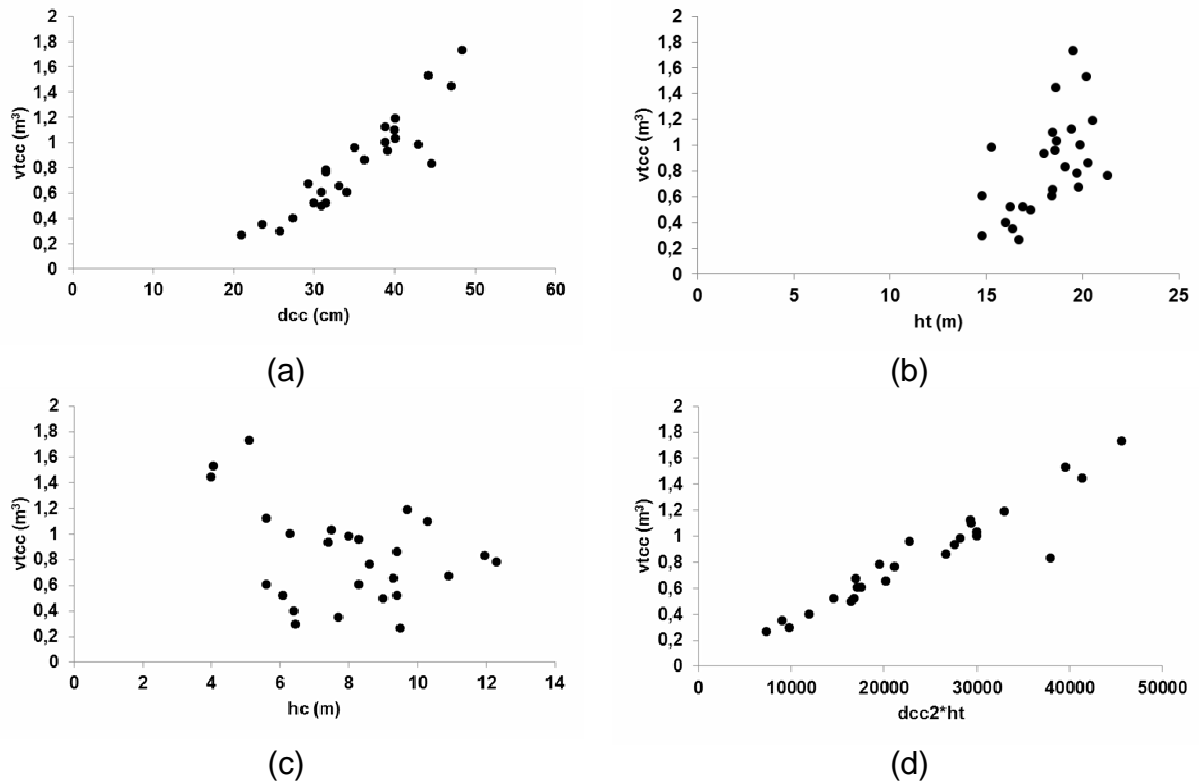 2
1,8
1,6
1,4
1,2
1
0,8
0,6
0,4
0,2
0
vtcc (m³)
0 10 20 30 40 50 60
dcc (cm)
(a)
2
1,8
1,6
1,4
1,2
1
0,8
0,6
0,4
0,2
0
vtcc (m³)
0 5 10 15 20 25
ht (m)
(b)
2
1,8
1,6
1,4
1,2
1
0,8
0,6
0,4
0,2
0
vtcc (m³)
0 2 4 6 8 10 12 14
hc (m)
(c)
2
1,8
1,6
1,4
1,2
1
0,8
0,6
0,4
0,2
0
vtcc (m³)
0 10000 20000 30000 40000 50000
dcc2*ht
(d)